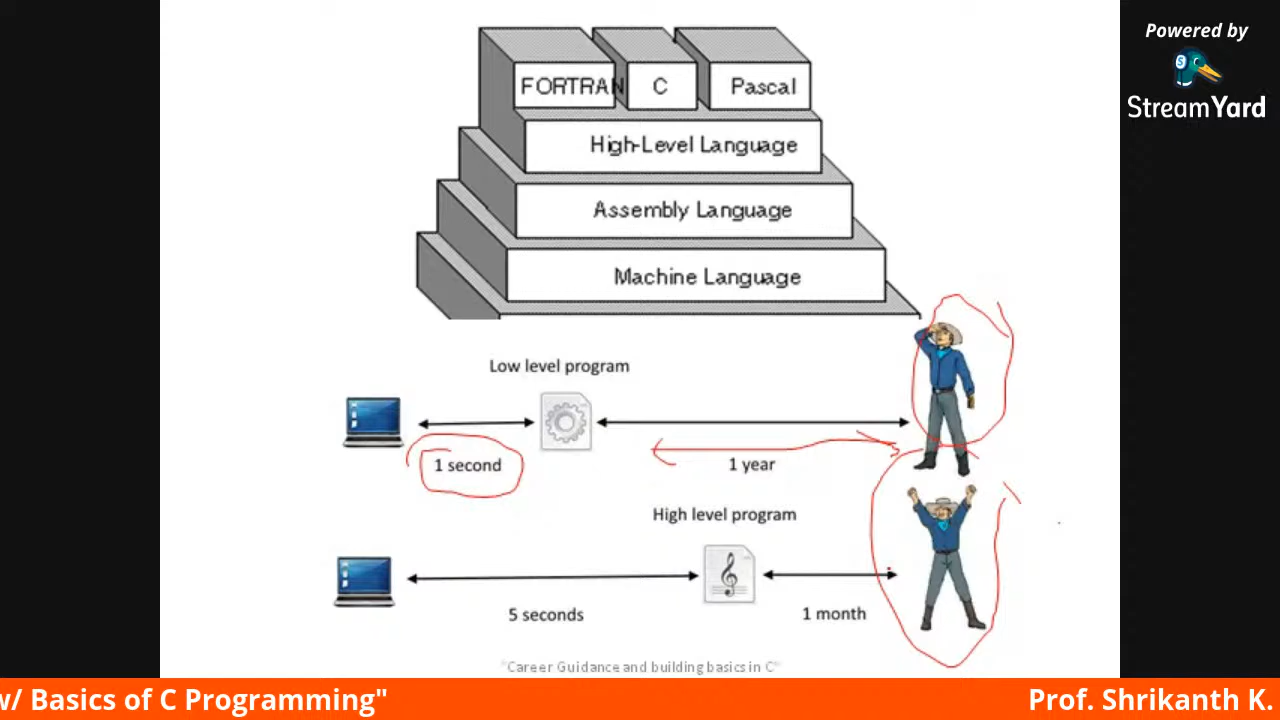 Powered by
StreamYard
FORTRAN C Pascal
High-Level Language
Assembly Language
Machine Language
Low level program
1 second
1 year
High level program
5 seconds
1 month
"Career Guidance and building basics in C"
w/ Basics of C Programming"
Prof. Shrikanth K.